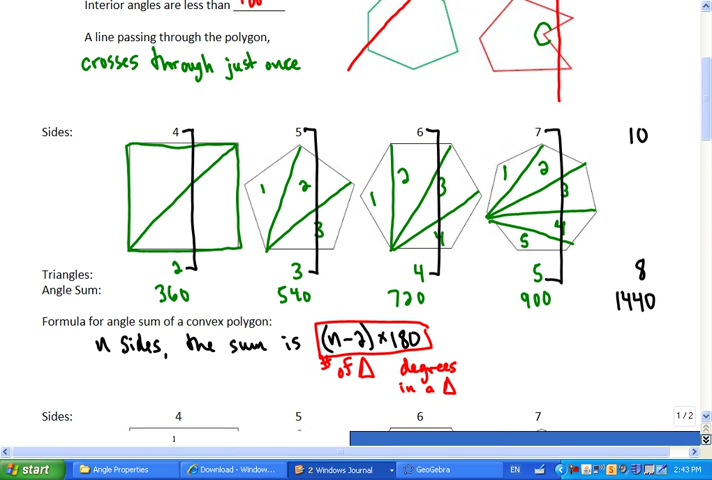 Interior angles are less than 180
A line passing through the polygon,
crosses through just once
Sides: 4 5 6 7 10
1 2 3
1 2 3 4
1 2 3 4 5
Triangles: 2 3 4 5 8
Angle Sum: 360 540 720 900 1440
Formula for angle sum of a convex polygon:
n sides, the sum is (n-2)×180
# of Δ degrees
in a Δ
Sides: 4 5 6 7
1/2
1
start Angle Properties Download - Window... 2 Windows Journal GeoGebra EN 2:43 PM